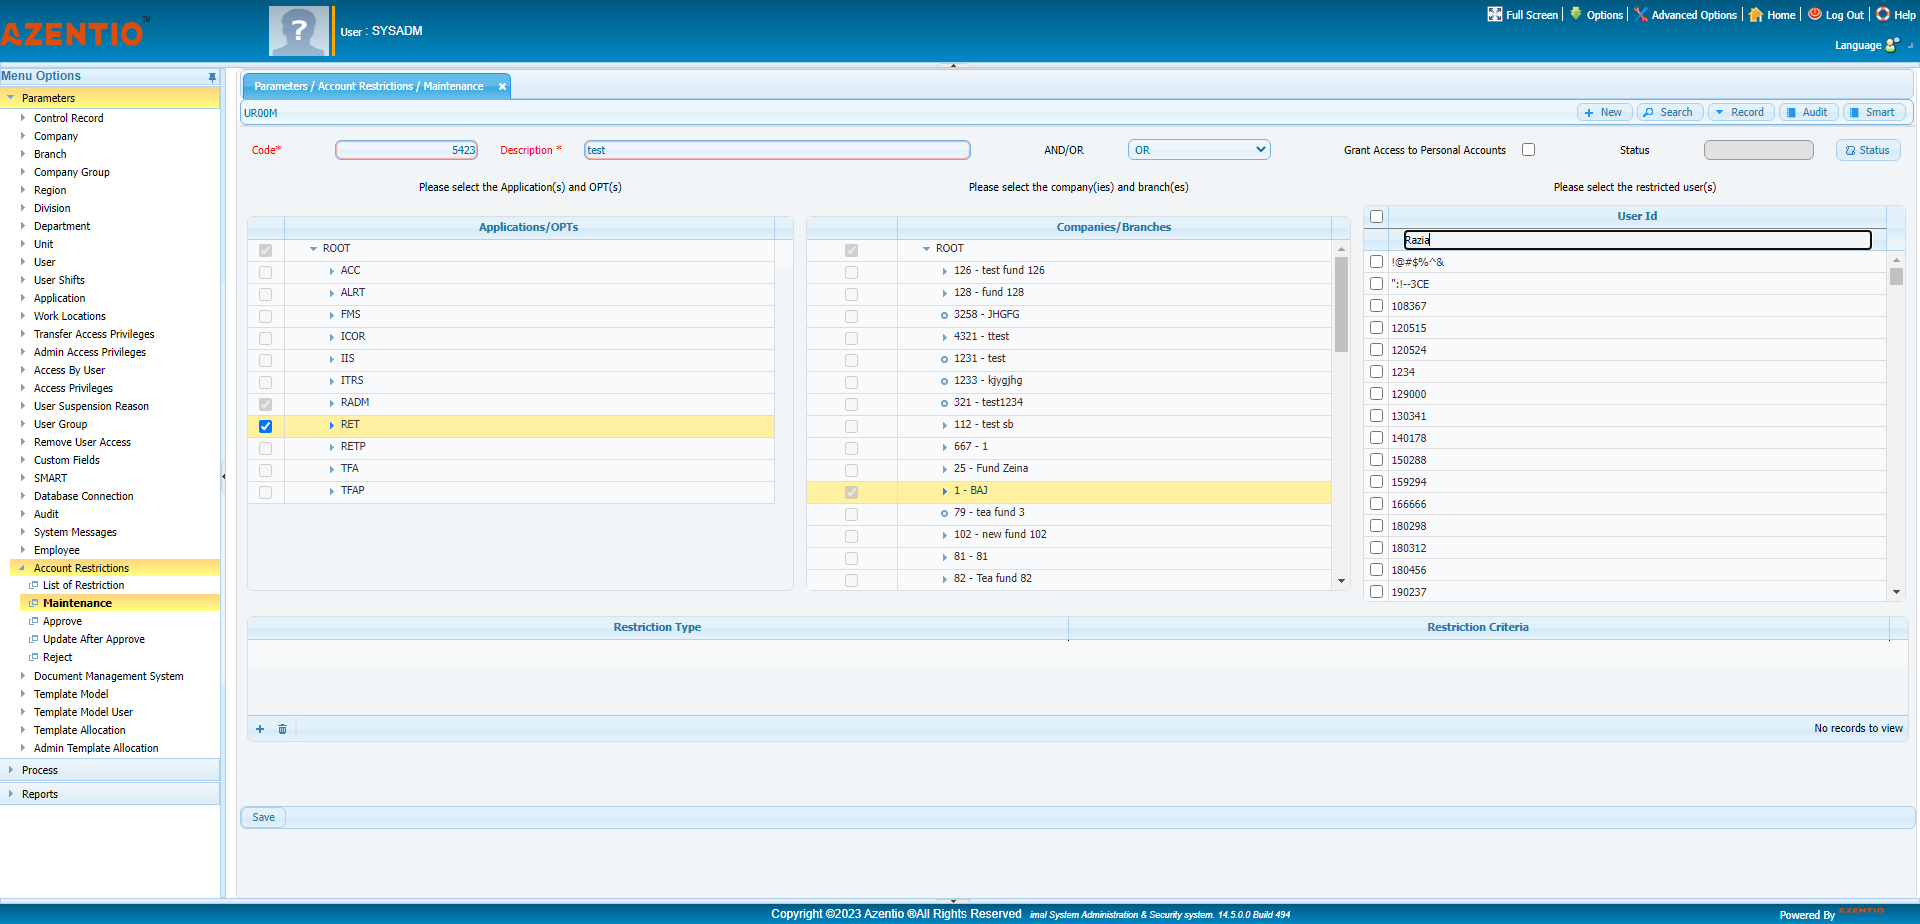 AZENTIO™
User : SYSADM
Full Screen
Options
Advanced Options
Home
Log Out
Help
Language
Menu Options
Parameters
Control Record
Company
Branch
Company Group
Region
Division
Department
Unit
User
User Shifts
Application
Work Locations
Transfer Access Privileges
Admin Access Privileges
Access By User
Access Privileges
User Suspension Reason
User Group
Remove User Access
Custom Fields
SMART
Database Connection
Audit
System Messages
Employee
Account Restrictions
List of Restriction
Maintenance
Approve
Update After Approve
Reject
Document Management System
Template Model
Template Model User
Template Allocation
Admin Template Allocation
Process
Reports
Parameters / Account Restrictions / Maintenance
UR00M
New
Search
Record
Audit
Smart
Code* 5423
Description * test
AND/OR OR
Grant Access to Personal Accounts
Status
Status
Please select the Application(s) and OPT(s)
Applications/OPTs
ROOT
ACC
ALRT
FMS
ICOR
IIS
ITRS
RADM
RET
RETP
TFA
TFAP
Please select the company(ies) and branch(es)
Companies/Branches
ROOT
126 - test fund 126
128 - fund 128
3258 - JHGFG
4321 - ttest
1231 - test
1233 - kjygjhg
321 - test1234
112 - test sb
667 - 1
25 - Fund Zeina
1 - BAJ
79 - tea fund 3
102 - new fund 102
81 - 81
82 - Tea fund 82
Please select the restricted user(s)
User Id
Razia
!@#$%^&
":!--3CE
108367
120515
120524
1234
129000
130341
140178
150288
159294
166666
180298
180312
180456
190237
Restriction Type
Restriction Criteria
No records to view
Save
Copyright ©2023 Azentio ®All Rights Reserved imal System Administration & Security system. 14.5.0.0 Build 494
Powered By AZENTIO